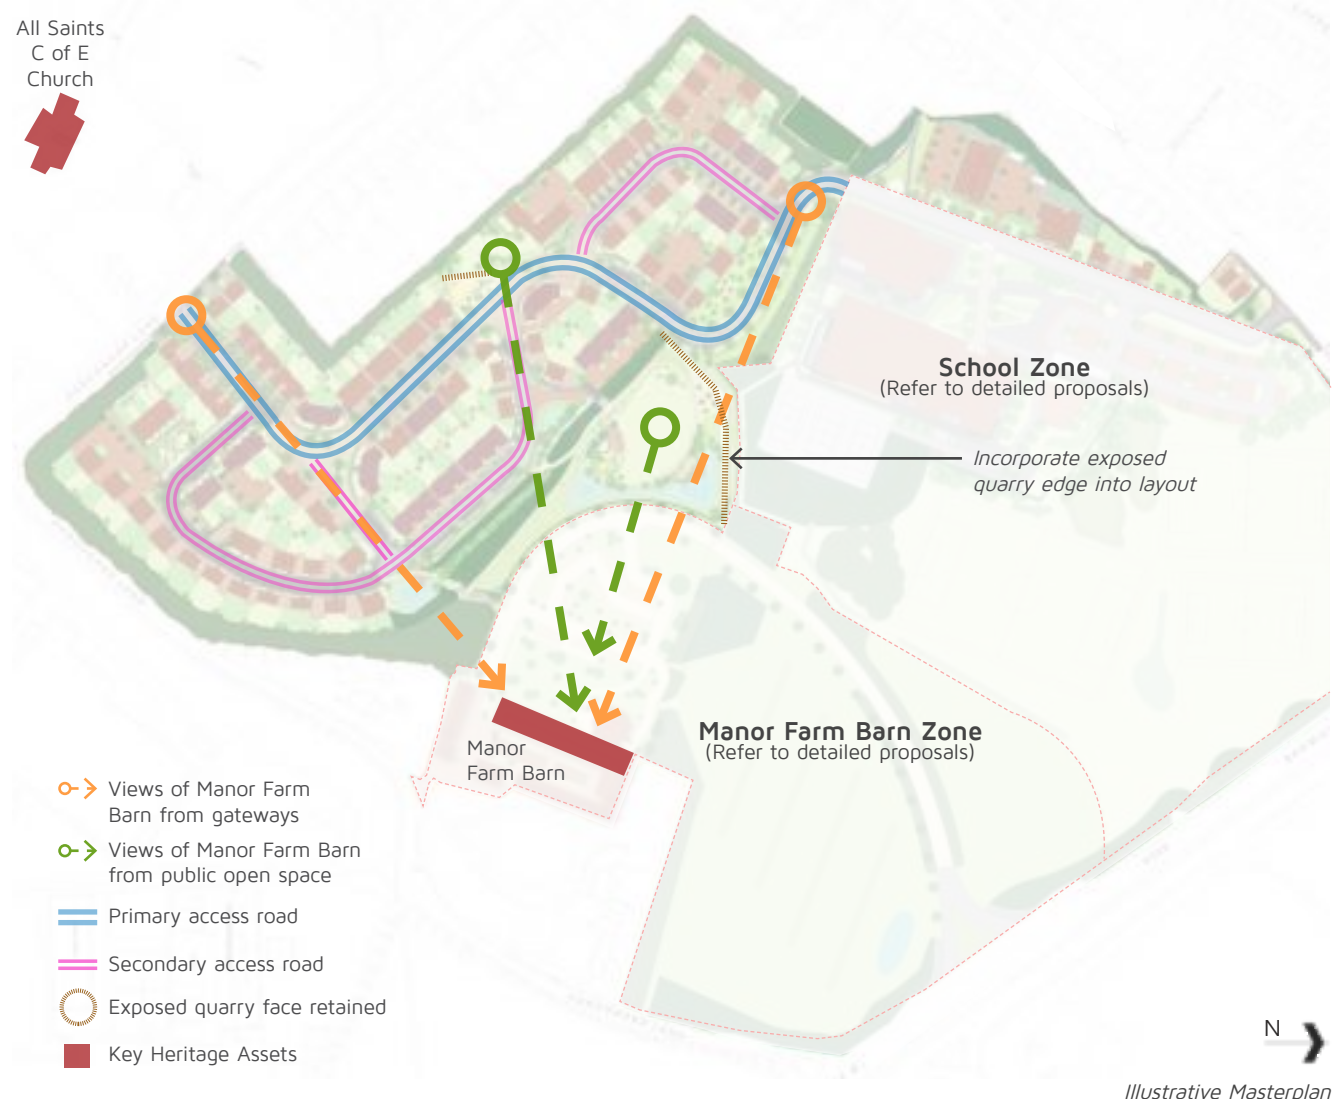 All Saints
C of E
Church
School Zone
(Refer to detailed proposals)
Incorporate exposed
quarry edge into layout
Manor Farm Barn Zone
(Refer to detailed proposals)
Manor
Farm Barn
Views of Manor Farm
Barn from gateways
Views of Manor Farm Barn
from public open space
Primary access road
Secondary access road
Exposed quarry face retained
Key Heritage Assets
N
Illustrative Masterplan